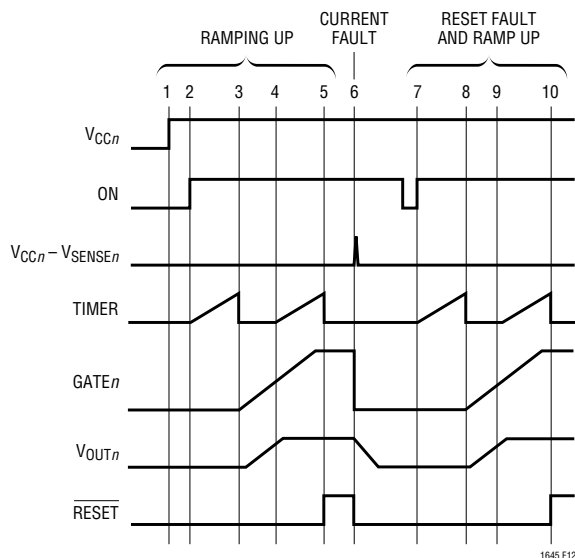 RAMPING UP
CURRENT
FAULT
RESET FAULT
AND RAMP UP
1 2 3 4 5 6 7 8 9 10
VCCn
ON
VCCn – VSENSEn
TIMER
GATEn
VOUTn
RESET
1645 F12